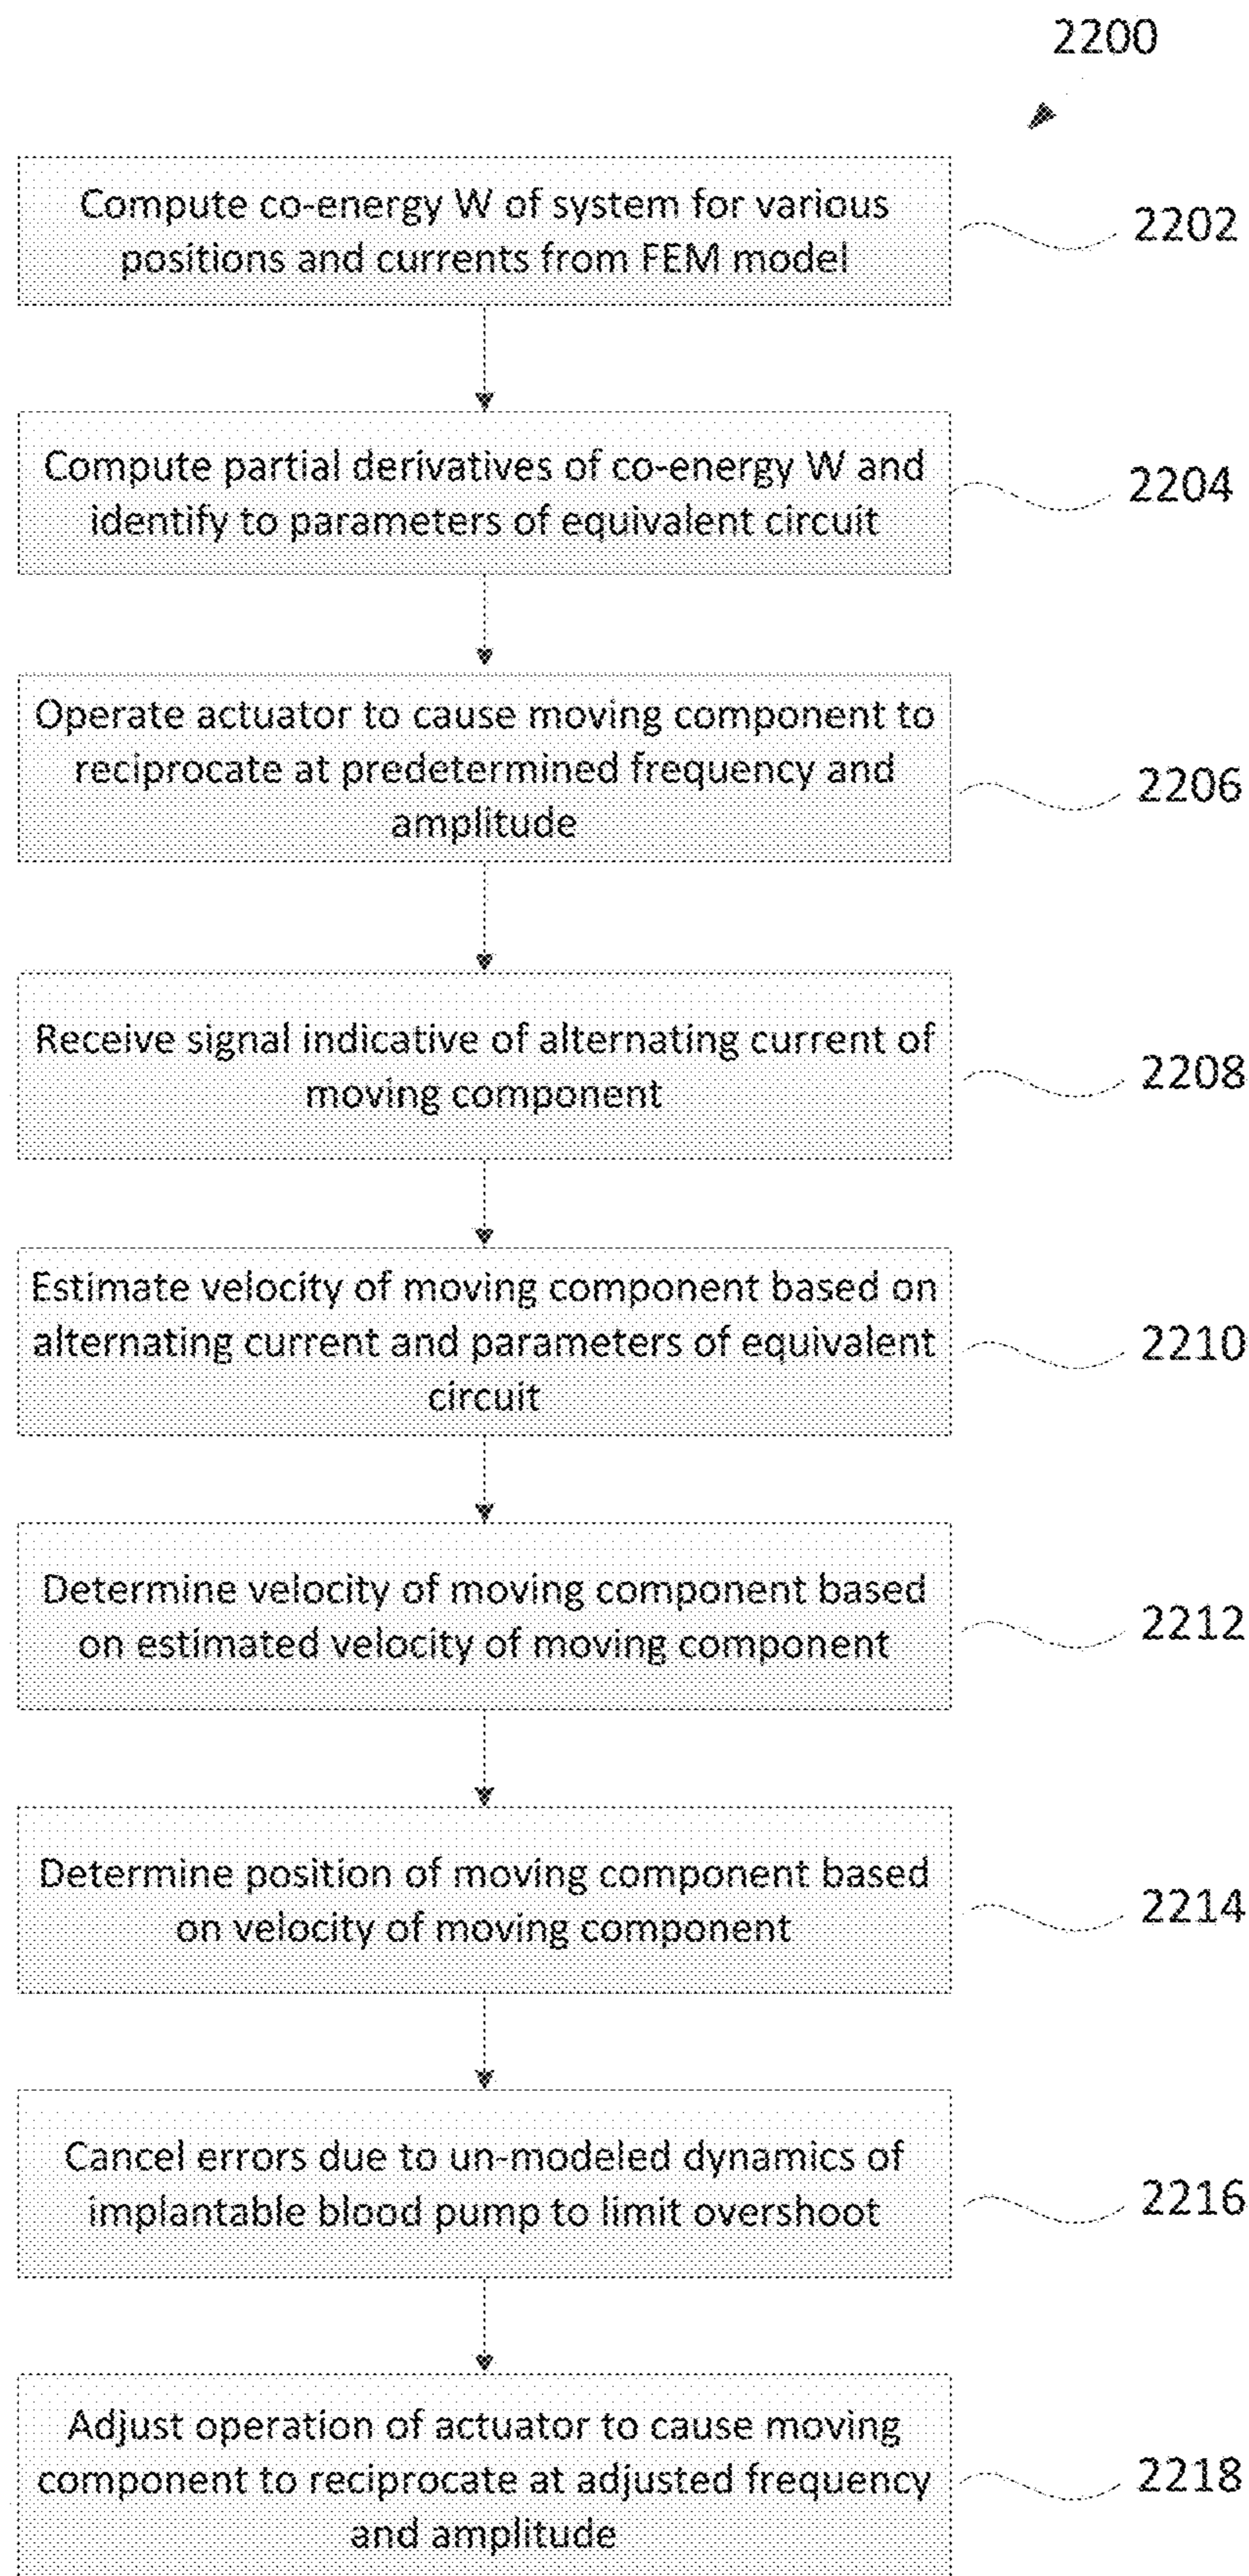 2200
Compute co-energy W of system for various
positions and currents from FEM model
2202
Compute partial derivatives of co-energy W and
identify to parameters of equivalent circuit
2204
Operate actuator to cause moving component to
reciprocate at predetermined frequency and
amplitude
2206
Receive signal indicative of alternating current of
moving component
2208
Estimate velocity of moving component based on
alternating current and parameters of equivalent
circuit
2210
Determine velocity of moving component based
on estimated velocity of moving component
2212
Determine position of moving component based
on velocity of moving component
2214
Cancel errors due to un-modeled dynamics of
implantable blood pump to limit overshoot
2216
Adjust operation of actuator to cause moving
component to reciprocate at adjusted frequency
and amplitude
2218